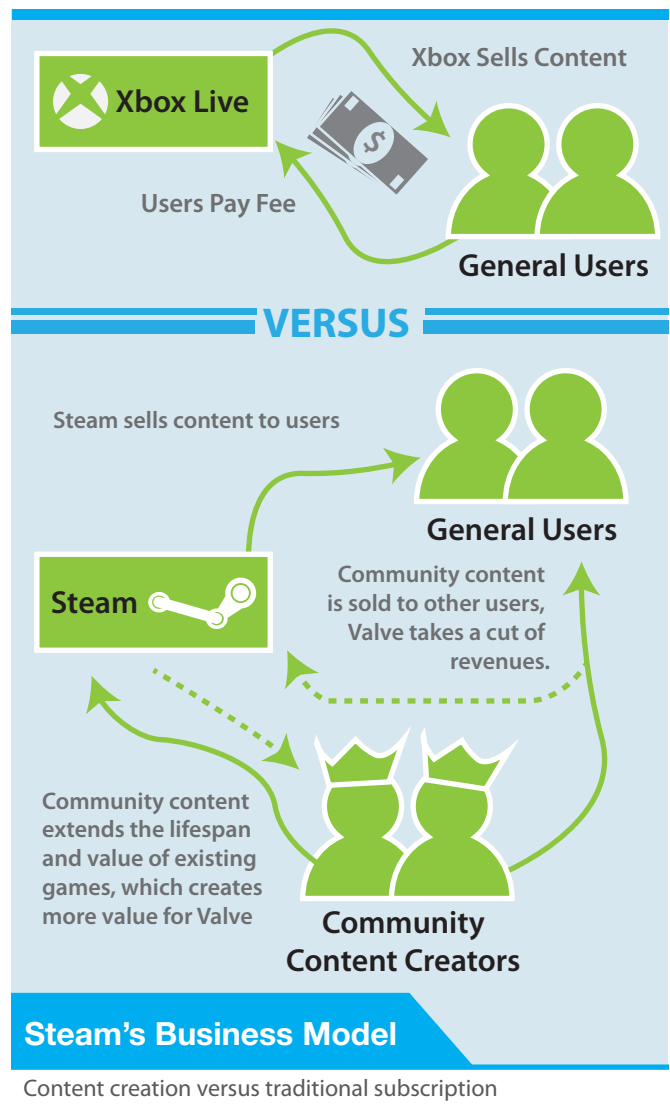 Xbox Sells Content
Xbox Live
$
Users Pay Fee
General Users
VERSUS
Steam sells content to users
General Users
Steam
Community content
is sold to other users,
Valve takes a cut of
revenues.
Community content
extends the lifespan
and value of existing
games, which creates
more value for Valve
Community
Content Creators
Steam's Business Model
Content creation versus traditional subscription